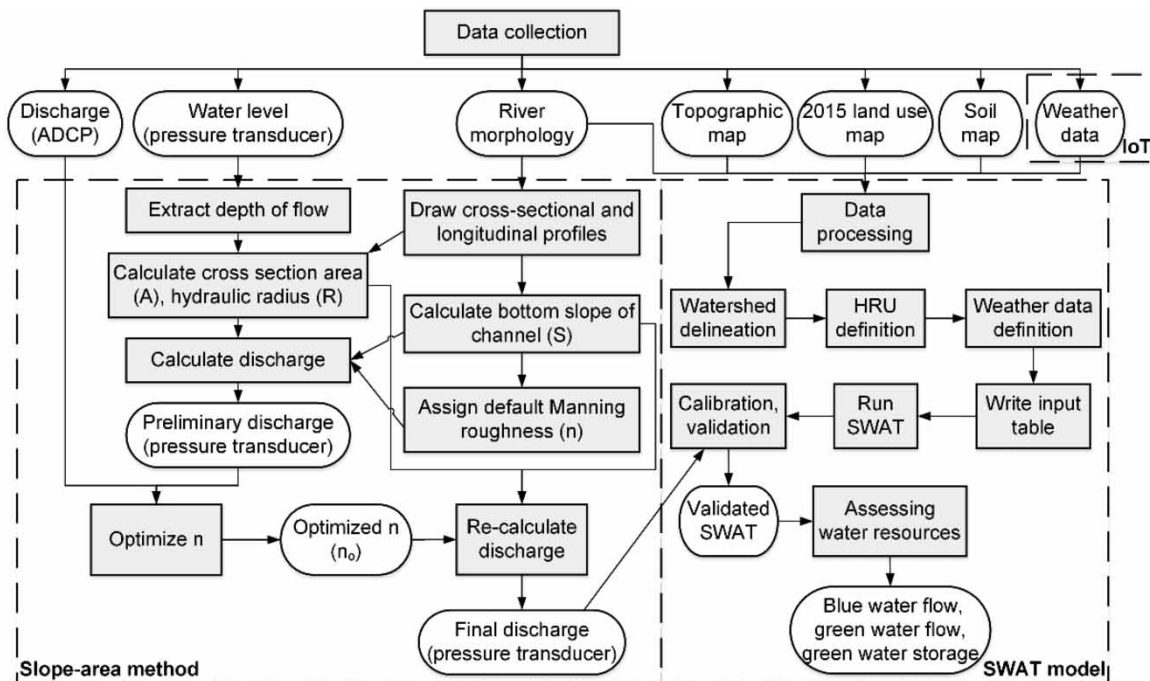 Data collection
Discharge
(ADCP)
Water level
(pressure transducer)
River
morphology
Topographic
map
2015 land use
map
Soil
map
Weather
data
IoT
Extract depth of flow
Draw cross-sectional and
longitudinal profiles
Data
processing
Calculate cross section area
(A), hydraulic radius (R)
Calculate bottom slope of
channel (S)
Watershed
delineation
HRU
definition
Weather data
definition
Calculate discharge
Assign default Manning
roughness (n)
Calibration,
validation
Run
SWAT
Write input
table
Preliminary discharge
(pressure transducer)
Optimize n
Optimized n
(nₒ)
Re-calculate
discharge
Validated
SWAT
Assessing
water resources
Final discharge
(pressure transducer)
Blue water flow,
green water flow,
green water storage
Slope-area method
SWAT model